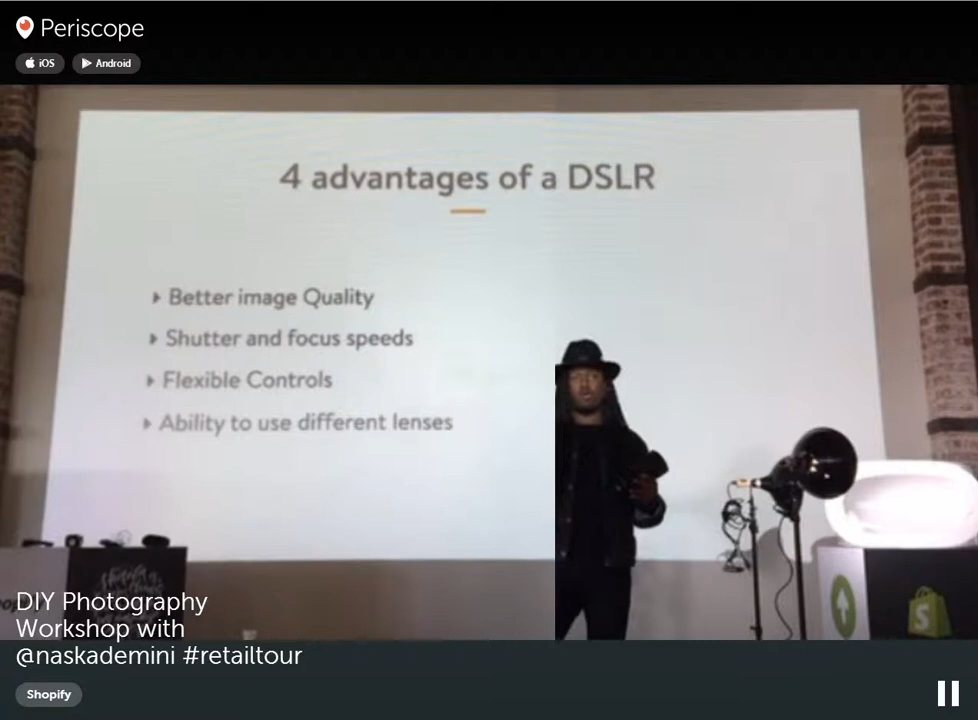 Periscope
iOS
Android
4 advantages of a DSLR
Better image Quality
Shutter and focus speeds
Flexible Controls
Ability to use different lenses
DIY Photography
Workshop with
@naskademini #retailtour
Shopify